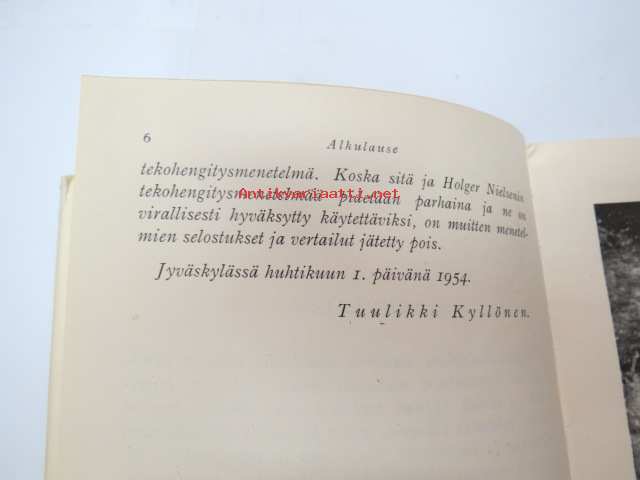 6
Alkulause
tekohengitysmenetelmä. Koska sitä ja Holger Nielsenin
tekohengitysmenetelmää pidetään parhaina ja ne on
Antikvariaatti.net
virallisesti hyväksytty käytettäviksi, on muitten menetel-
mien selostukset ja vertailut jätetty pois.
Jyväskylässä huhtikuun 1. päivänä 1954.
Tuulikki Kyllönen.